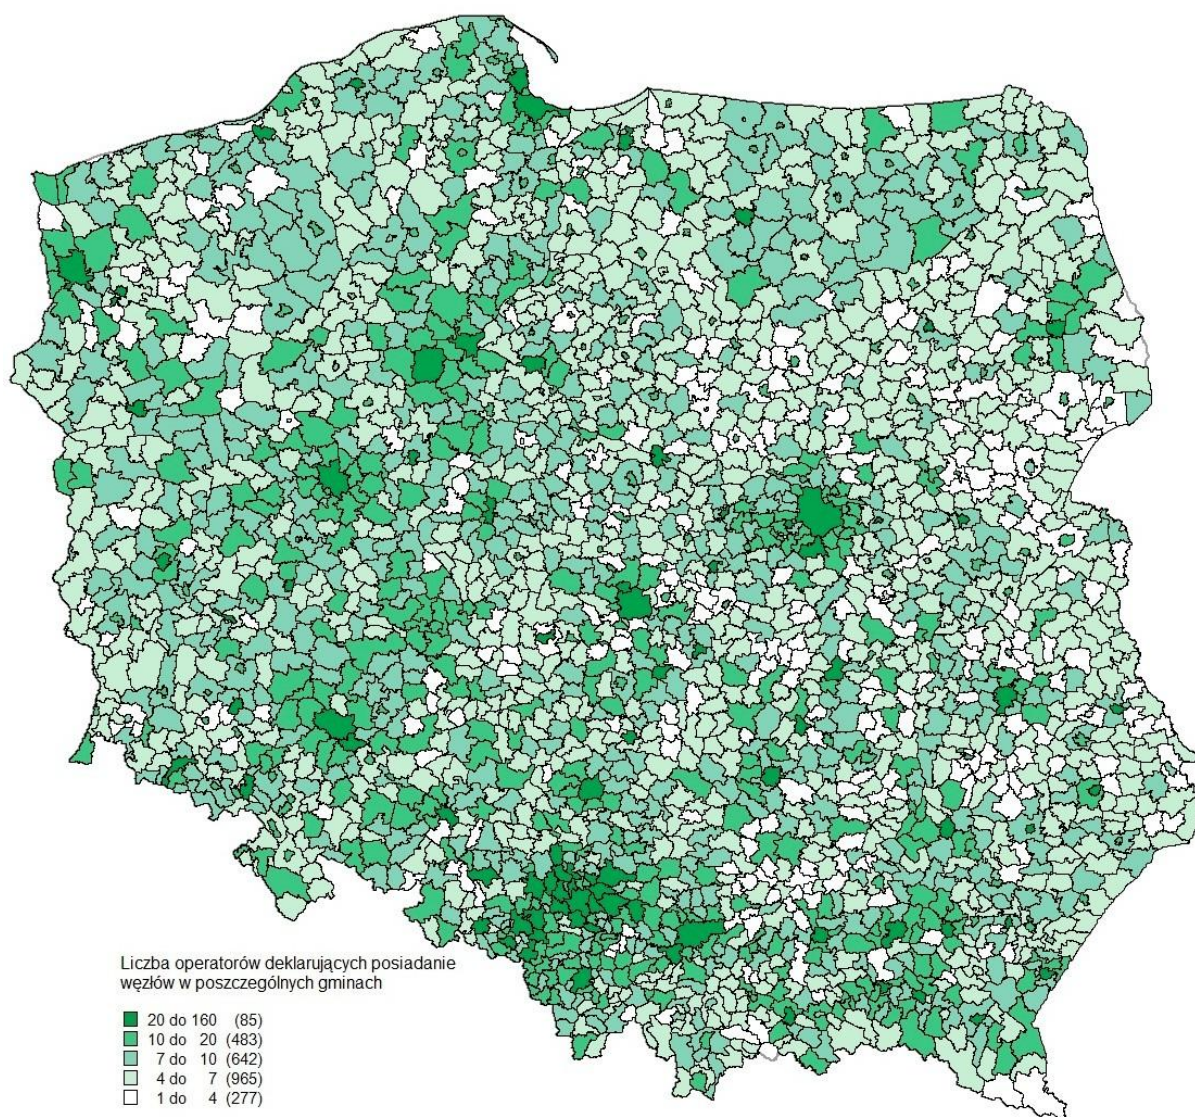 Liczba operatorów deklarujących posiadanie
węzłów w poszczególnych gminach
20 do 160 (85)
10 do 20 (483)
7 do 10 (642)
4 do 7 (965)
1 do 4 (277)